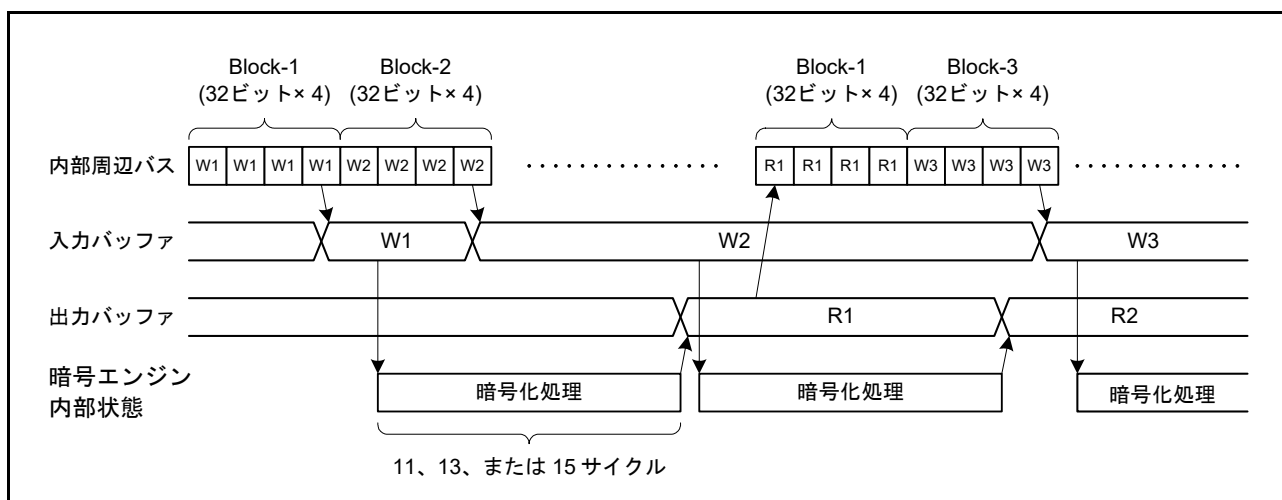 Block-1 Block-2 Block-1 Block-3
(32ビット× 4) (32ビット× 4) (32ビット× 4) (32ビット× 4)
内部周辺バス W1 W1 W1 W1 W2 W2 W2 W2 R1 R1 R1 R1 W3 W3 W3 W3
入力バッファ W1 W2 W3
出力バッファ R1 R2
暗号エンジン
内部状態 暗号化処理 暗号化処理 暗号化処理
11、13、または 15 サイクル